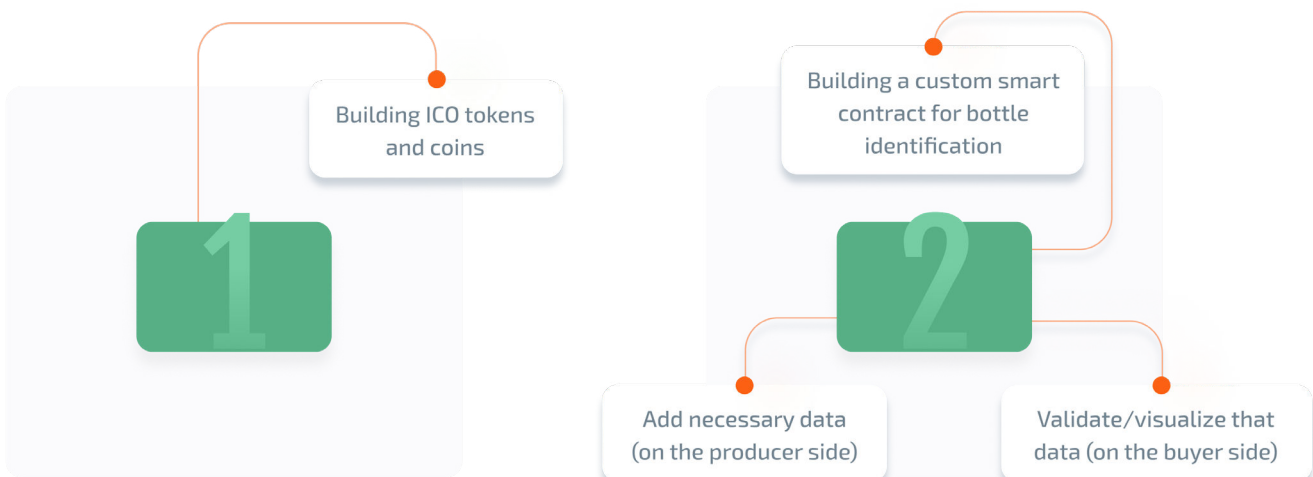 Building ICO tokens
and coins
1
Building a custom smart
contract for bottle
identification
2
Add necessary data
(on the producer side)
Validate/visualize that
data (on the buyer side)